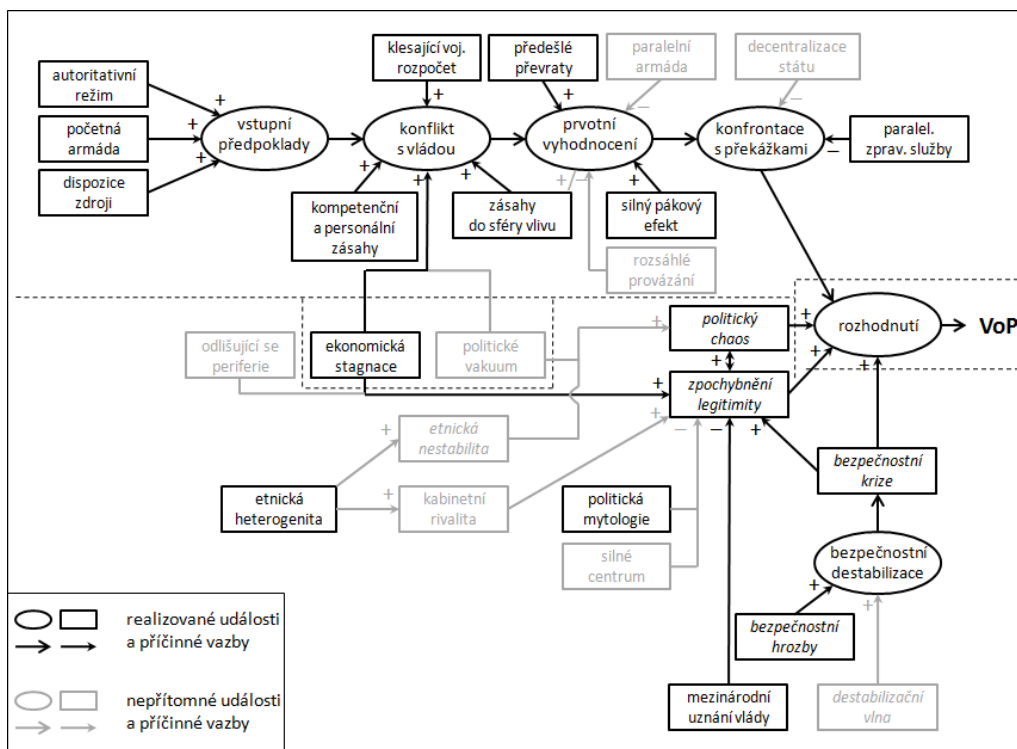 klesající voj.
rozpočet
předešlé
převraty
paralelní
armáda
decentralizace
státu
autoritativní
režim
+
+
+
−
−
početná
armáda
+
vstupní
předpoklady
konflikt
s vládou
prvotní
vyhodnocení
konfrontace
s překážkami
−
paralel.
zprav. služby
dispozice
zdroji
+
+
+
+
+
−
+
kompetenční
a personální
zásahy
zásahy
do sféry vlivu
silný pákový
efekt
rozsáhlé
provázání
odlišující se
periferie
ekonomická
stagnace
politické
vakuum
+
+
politický
chaos
+
rozhodnutí
VoP
+
+
+
+
zpochybnění
legitimity
+
−
−
+
+
etnická
nestabilita
etnická
heterogenita
+
kabinetní
rivalita
politická
mytologie
bezpečnostní
krize
silné
centrum
bezpečnostní
destabilizace
+
+
bezpečnostní
hrozby
mezinárodní
uznání vlády
destabilizační
vlna
realizované události
a příčinné vazby
nepřítomné události
a příčinné vazby